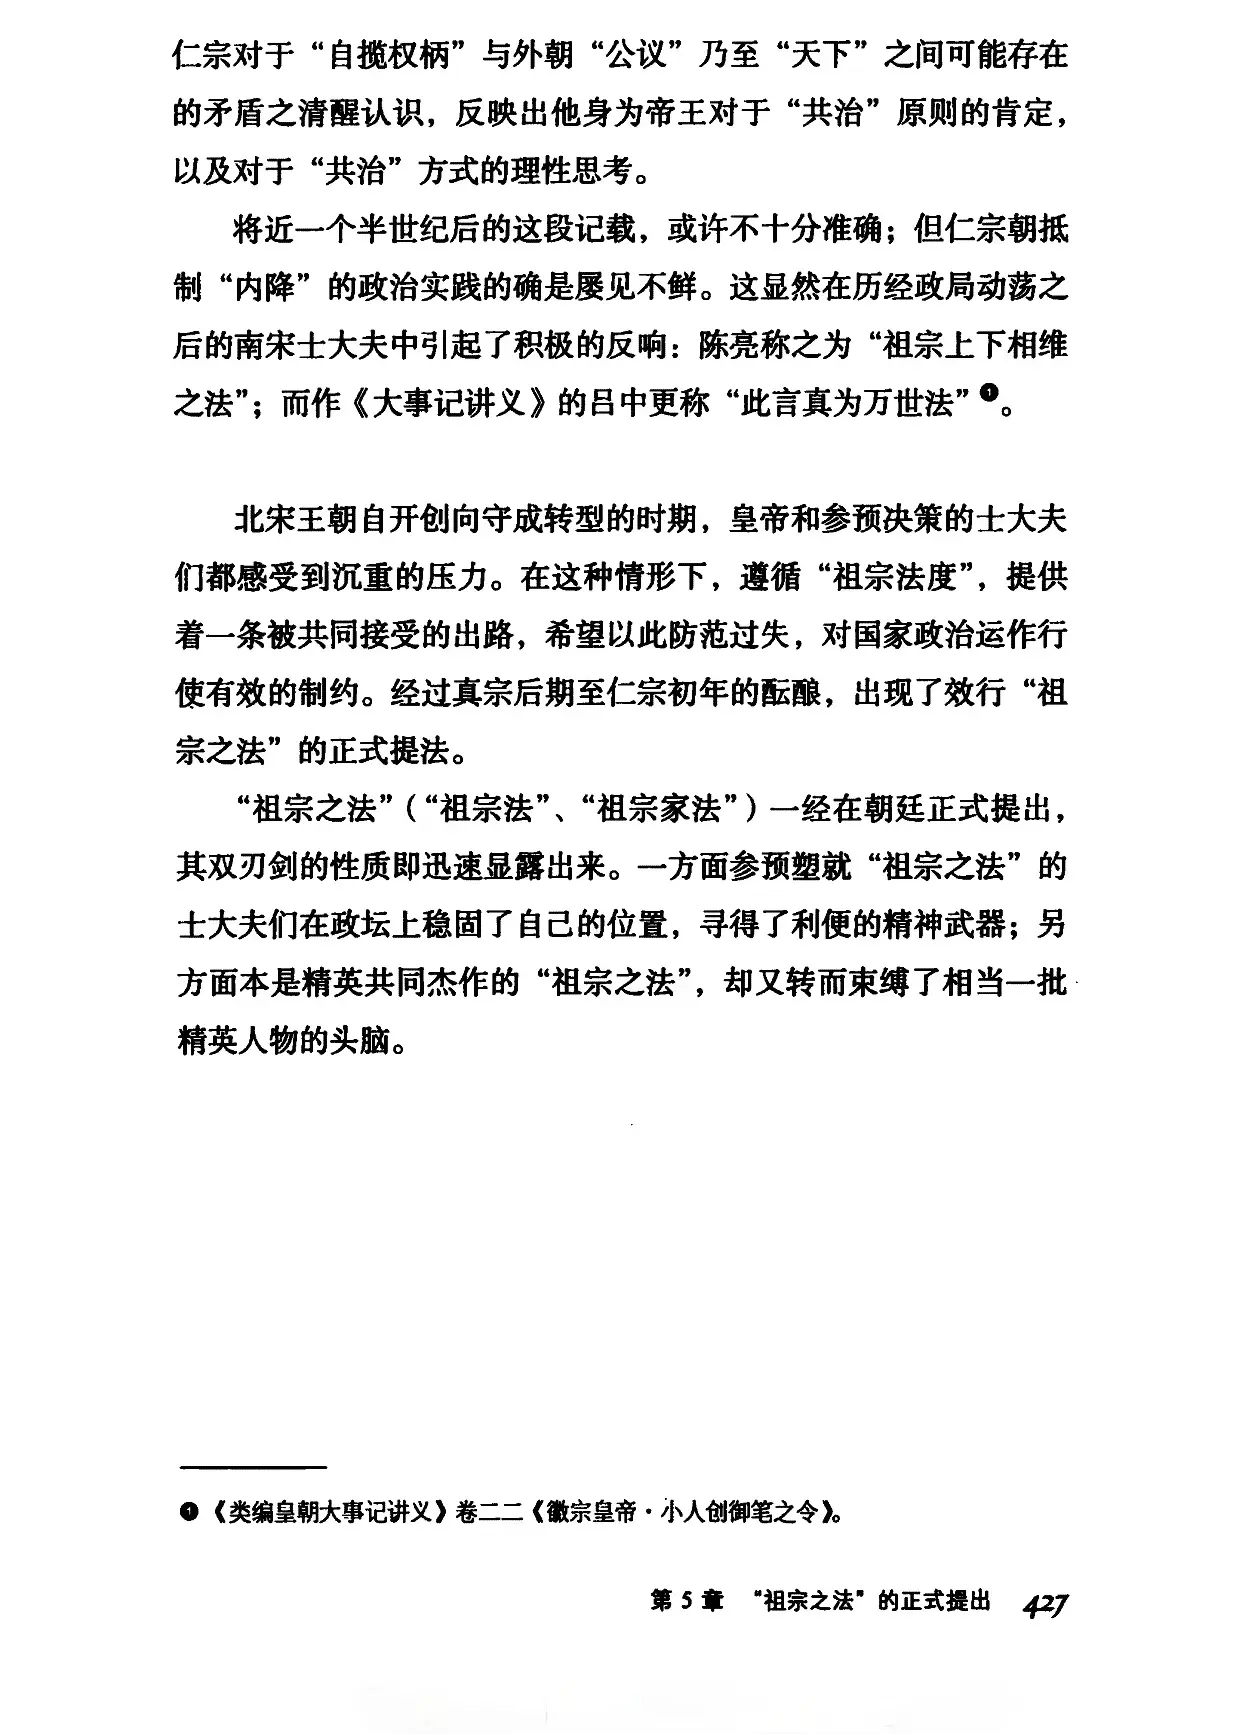 仁宗对于“自揽权柄”与外朝“公议”乃至“天下”之间可能存在
的矛盾之清醒认识，反映出他身为帝王对于“共治”原则的肯定，
以及对于“共治”方式的理性思考。
将近一个半世纪后的这段记载，或许不十分准确；但仁宗朝抵
制“内降”的政治实践的确是屡见不鲜。这显然在历经政局动荡之
后的南宋士大夫中引起了积极的反响：陈亮称之为“祖宗上下相维
之法”；而作《大事记讲义》的吕中更称“此言真为万世法”❶。
北宋王朝自开创向守成转型的时期，皇帝和参预决策的士大夫
们都感受到沉重的压力。在这种情形下，遵循“祖宗法度”，提供
着一条被共同接受的出路，希望以此防范过失，对国家政治运作行
使有效的制约。经过真宗后期至仁宗初年的酝酿，出现了效行“祖
宗之法”的正式提法。
“祖宗之法”（“祖宗法”、“祖宗家法”）一经在朝廷正式提出，
其双刃剑的性质即迅速显露出来。一方面参预塑就“祖宗之法”的
士大夫们在政坛上稳固了自己的位置，寻得了利便的精神武器；另
方面本是精英共同杰作的“祖宗之法”，却又转而束缚了相当一批
精英人物的头脑。
❶《类编皇朝大事记讲义》卷二二《徽宗皇帝·小人创御笔之令》。
第 5 章 “祖宗之法”的正式提出 427